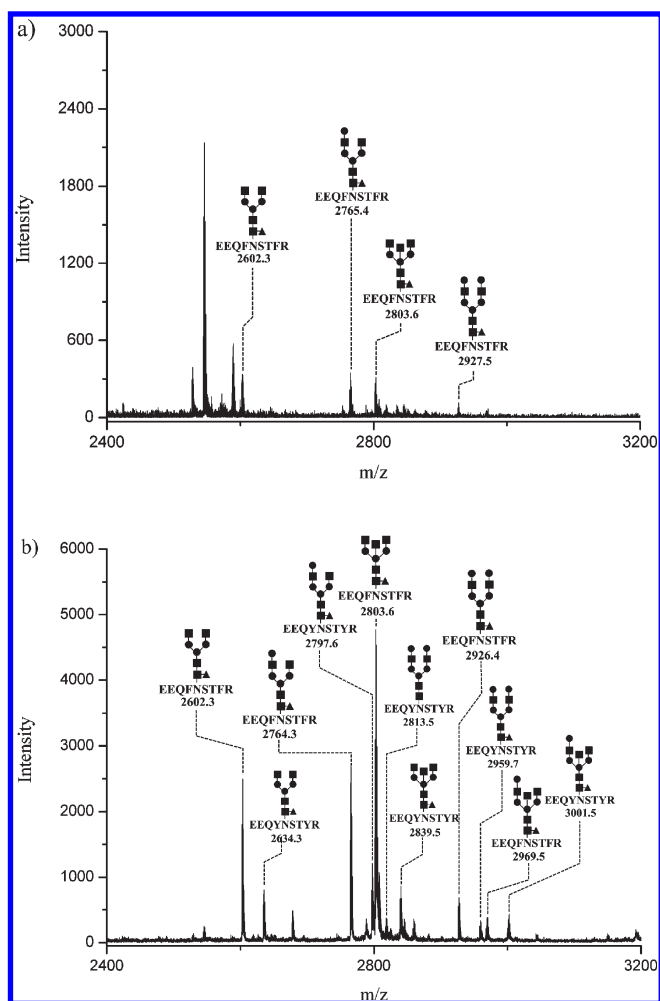 a)
3000
2400
1800
1200
600
0
Intensity
EEQFNSTFR
2602.3
EEQFNSTFR
2765.4
EEQFNSTFR
2803.6
EEQFNSTFR
2927.5
2400
2800
3200
m/z
b)
6000
5000
4000
3000
2000
1000
0
Intensity
EEQFNSTFR
2602.3
EEQYNSTYR
2634.3
EEQFNSTFR
2764.3
EEQYNSTYR
2797.6
EEQFNSTFR
2803.6
EEQYNSTYR
2813.5
EEQYNSTYR
2839.5
EEQFNSTFR
2926.4
EEQYNSTYR
2959.7
EEQFNSTFR
2969.5
EEQYNSTYR
3001.5
2400
2800
3200
m/z